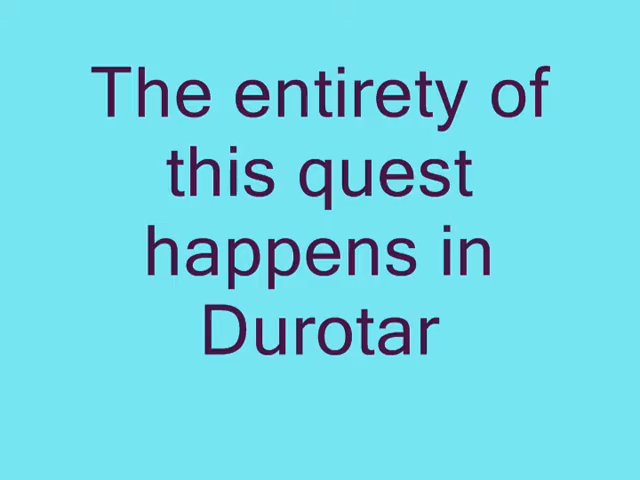 The entirety of
this quest
happens in
Durotar